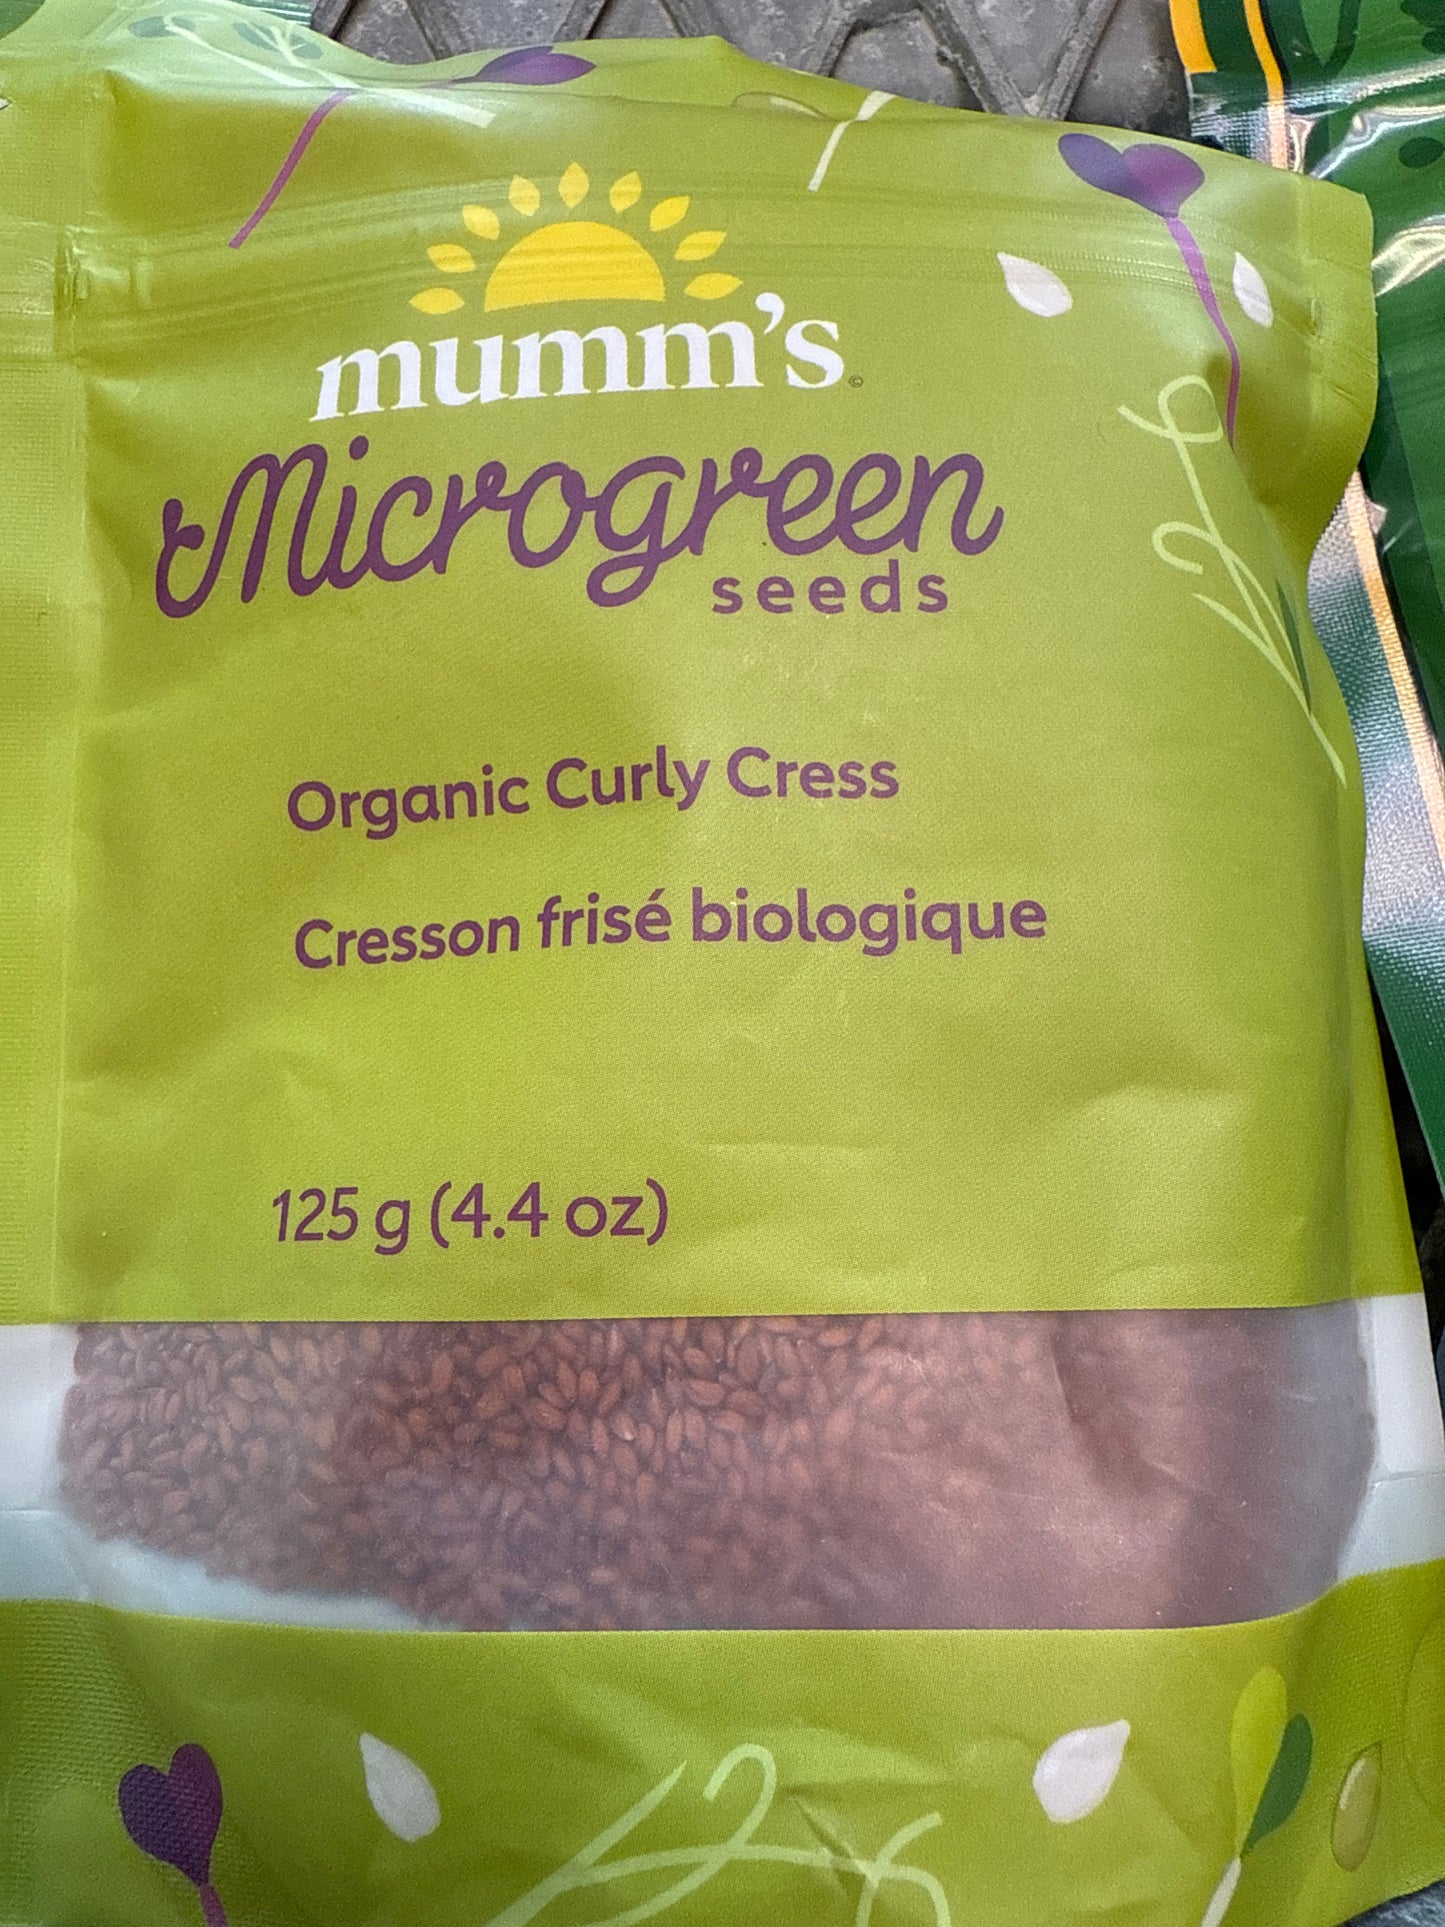 mumm's
Microgreen
seeds
Organic Curly Cress
Cresson frisé biologique
125 g (4.4 oz)